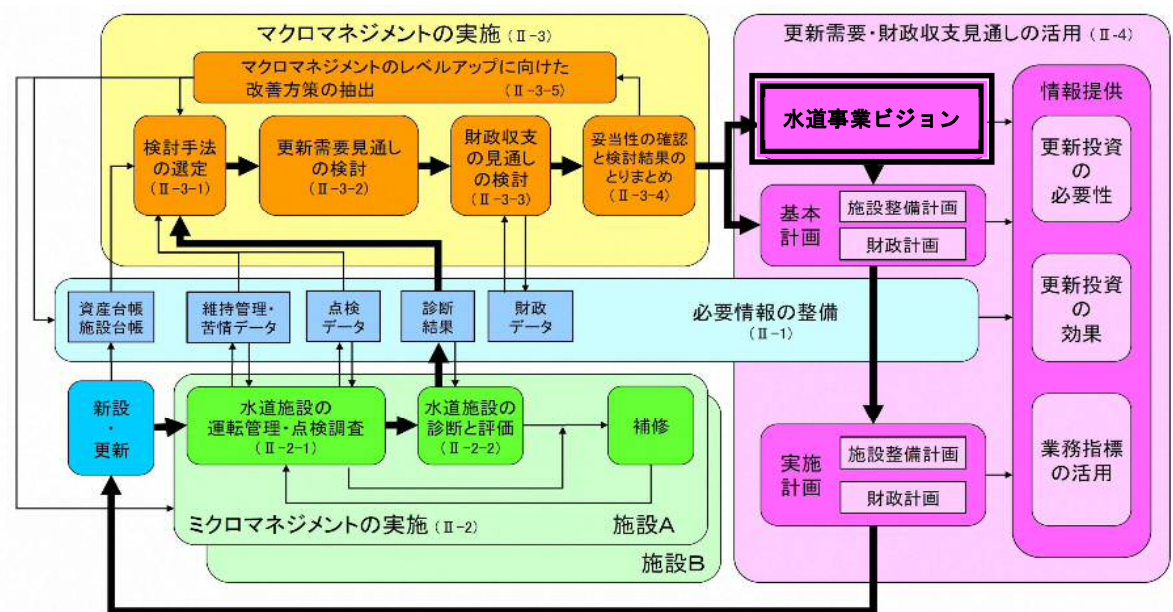 マクロマネジメントの実施(Ⅱ-3)
マクロマネジメントのレベルアップに向けた
改善方策の抽出 (Ⅱ-3-5)
検討手法
の選定
(Ⅱ-3-1)
更新需要見通し
の検討
(Ⅱ-3-2)
財政収支
の見通し
の検討
(Ⅱ-3-3)
妥当性の確認
と検討結果の
とりまとめ
(Ⅱ-3-4)
更新需要・財政収支見通しの活用(Ⅱ-4)
水道事業ビジョン
基本
計画
施設整備計画
財政計画
実施
計画
施設整備計画
財政計画
情報提供
更新投資
の
必要性
更新投資
の
効果
業務指標
の活用
資産台帳
施設台帳
維持管理・
苦情データ
点検
データ
診断
結果
財政
データ
必要情報の整備
(Ⅱ-1)
新設
・
更新
水道施設の
運転管理・点検調査
(Ⅱ-2-1)
水道施設の
診断と評価
(Ⅱ-2-2)
補修
ミクロマネジメントの実施(Ⅱ-2)
施設A
施設B